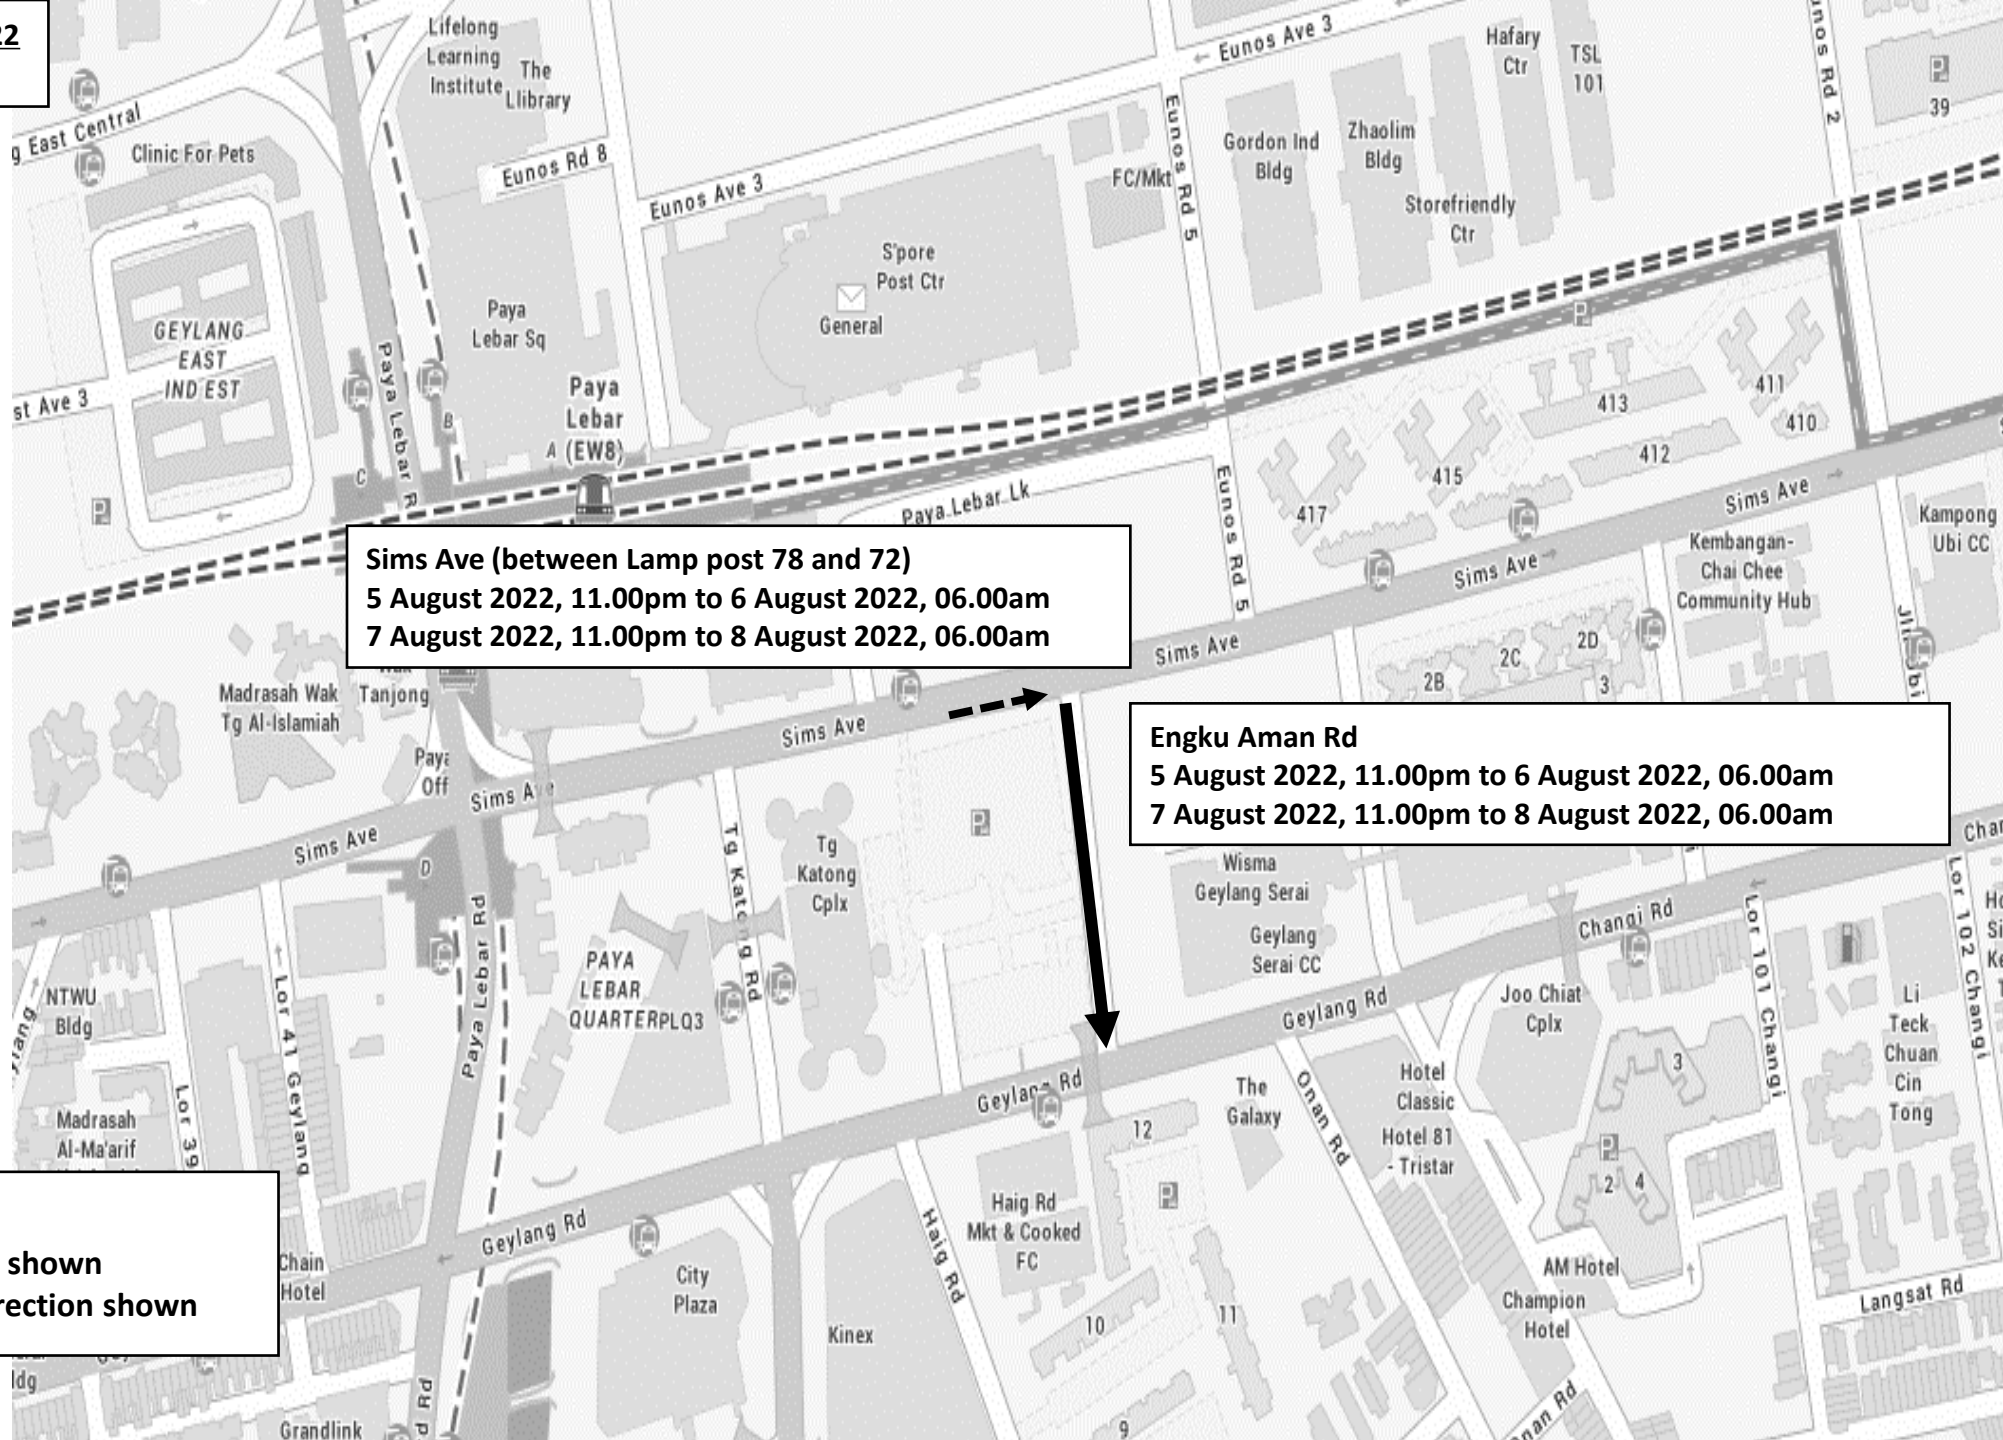 22
Lifelong
Learning
Institute
The
Llibrary
Eunos Ave 3
Hafary
Ctr
TSL
101
Eunos Rd 2
39
g East Central
Clinic For Pets
Eunos Rd 8
Eunos Ave 3
FC/Mkt
Eunos Rd 5
Gordon Ind
Bldg
Zhaolim
Bldg
Storefriendly
Ctr
S'pore
Post Ctr
General
GEYLANG
EAST
IND EST
Paya
Lebar Sq
Paya Lebar R
st Ave 3
Paya
Lebar
(EW8)
A
B
C
411
410
413
412
415
417
Paya Lebar Lk
Eunos Rd 5
Sims Ave
Sims Ave
Kampong
Ubi CC
Kembangan-
Chai Chee
Community Hub
Sims Ave (between Lamp post 78 and 72)
5 August 2022, 11.00pm to 6 August 2022, 06.00am
7 August 2022, 11.00pm to 8 August 2022, 06.00am
Sims Ave
2B
2C
2D
3
Madrasah Wak
Tg Al-Islamiah
Tanjong
Sims Ave
Engku Aman Rd
5 August 2022, 11.00pm to 6 August 2022, 06.00am
7 August 2022, 11.00pm to 8 August 2022, 06.00am
Off
Sims Ave
Sims Ave
D
Tg Katong Rd
Tg
Katong
Cplx
Wisma
Geylang Serai
Geylang
Serai CC
Changi Rd
Lor 101 Changi
Lor 102 Changi
Lor 41 Geylang
Paya Lebar Rd
PAYA
LEBAR
QUARTER
PLQ3
NTWU
Bldg
Geylang Rd
Joo Chiat
Cplx
Li
Teck
Chuan
Cin
Tong
Madrasah
Al-Ma'arif
Lor 39
Geylang Rd
12
The
Galaxy
Onan Rd
Hotel
Classic
Hotel 81
- Tristar
3
2
4
Haig Rd
Mkt & Cooked
FC
Haig Rd
Geylang Rd
shown
rection shown
Chain
Hotel
City
Plaza
Kinex
10
11
9
AM Hotel
Champion
Hotel
Langsat Rd
Grandlink